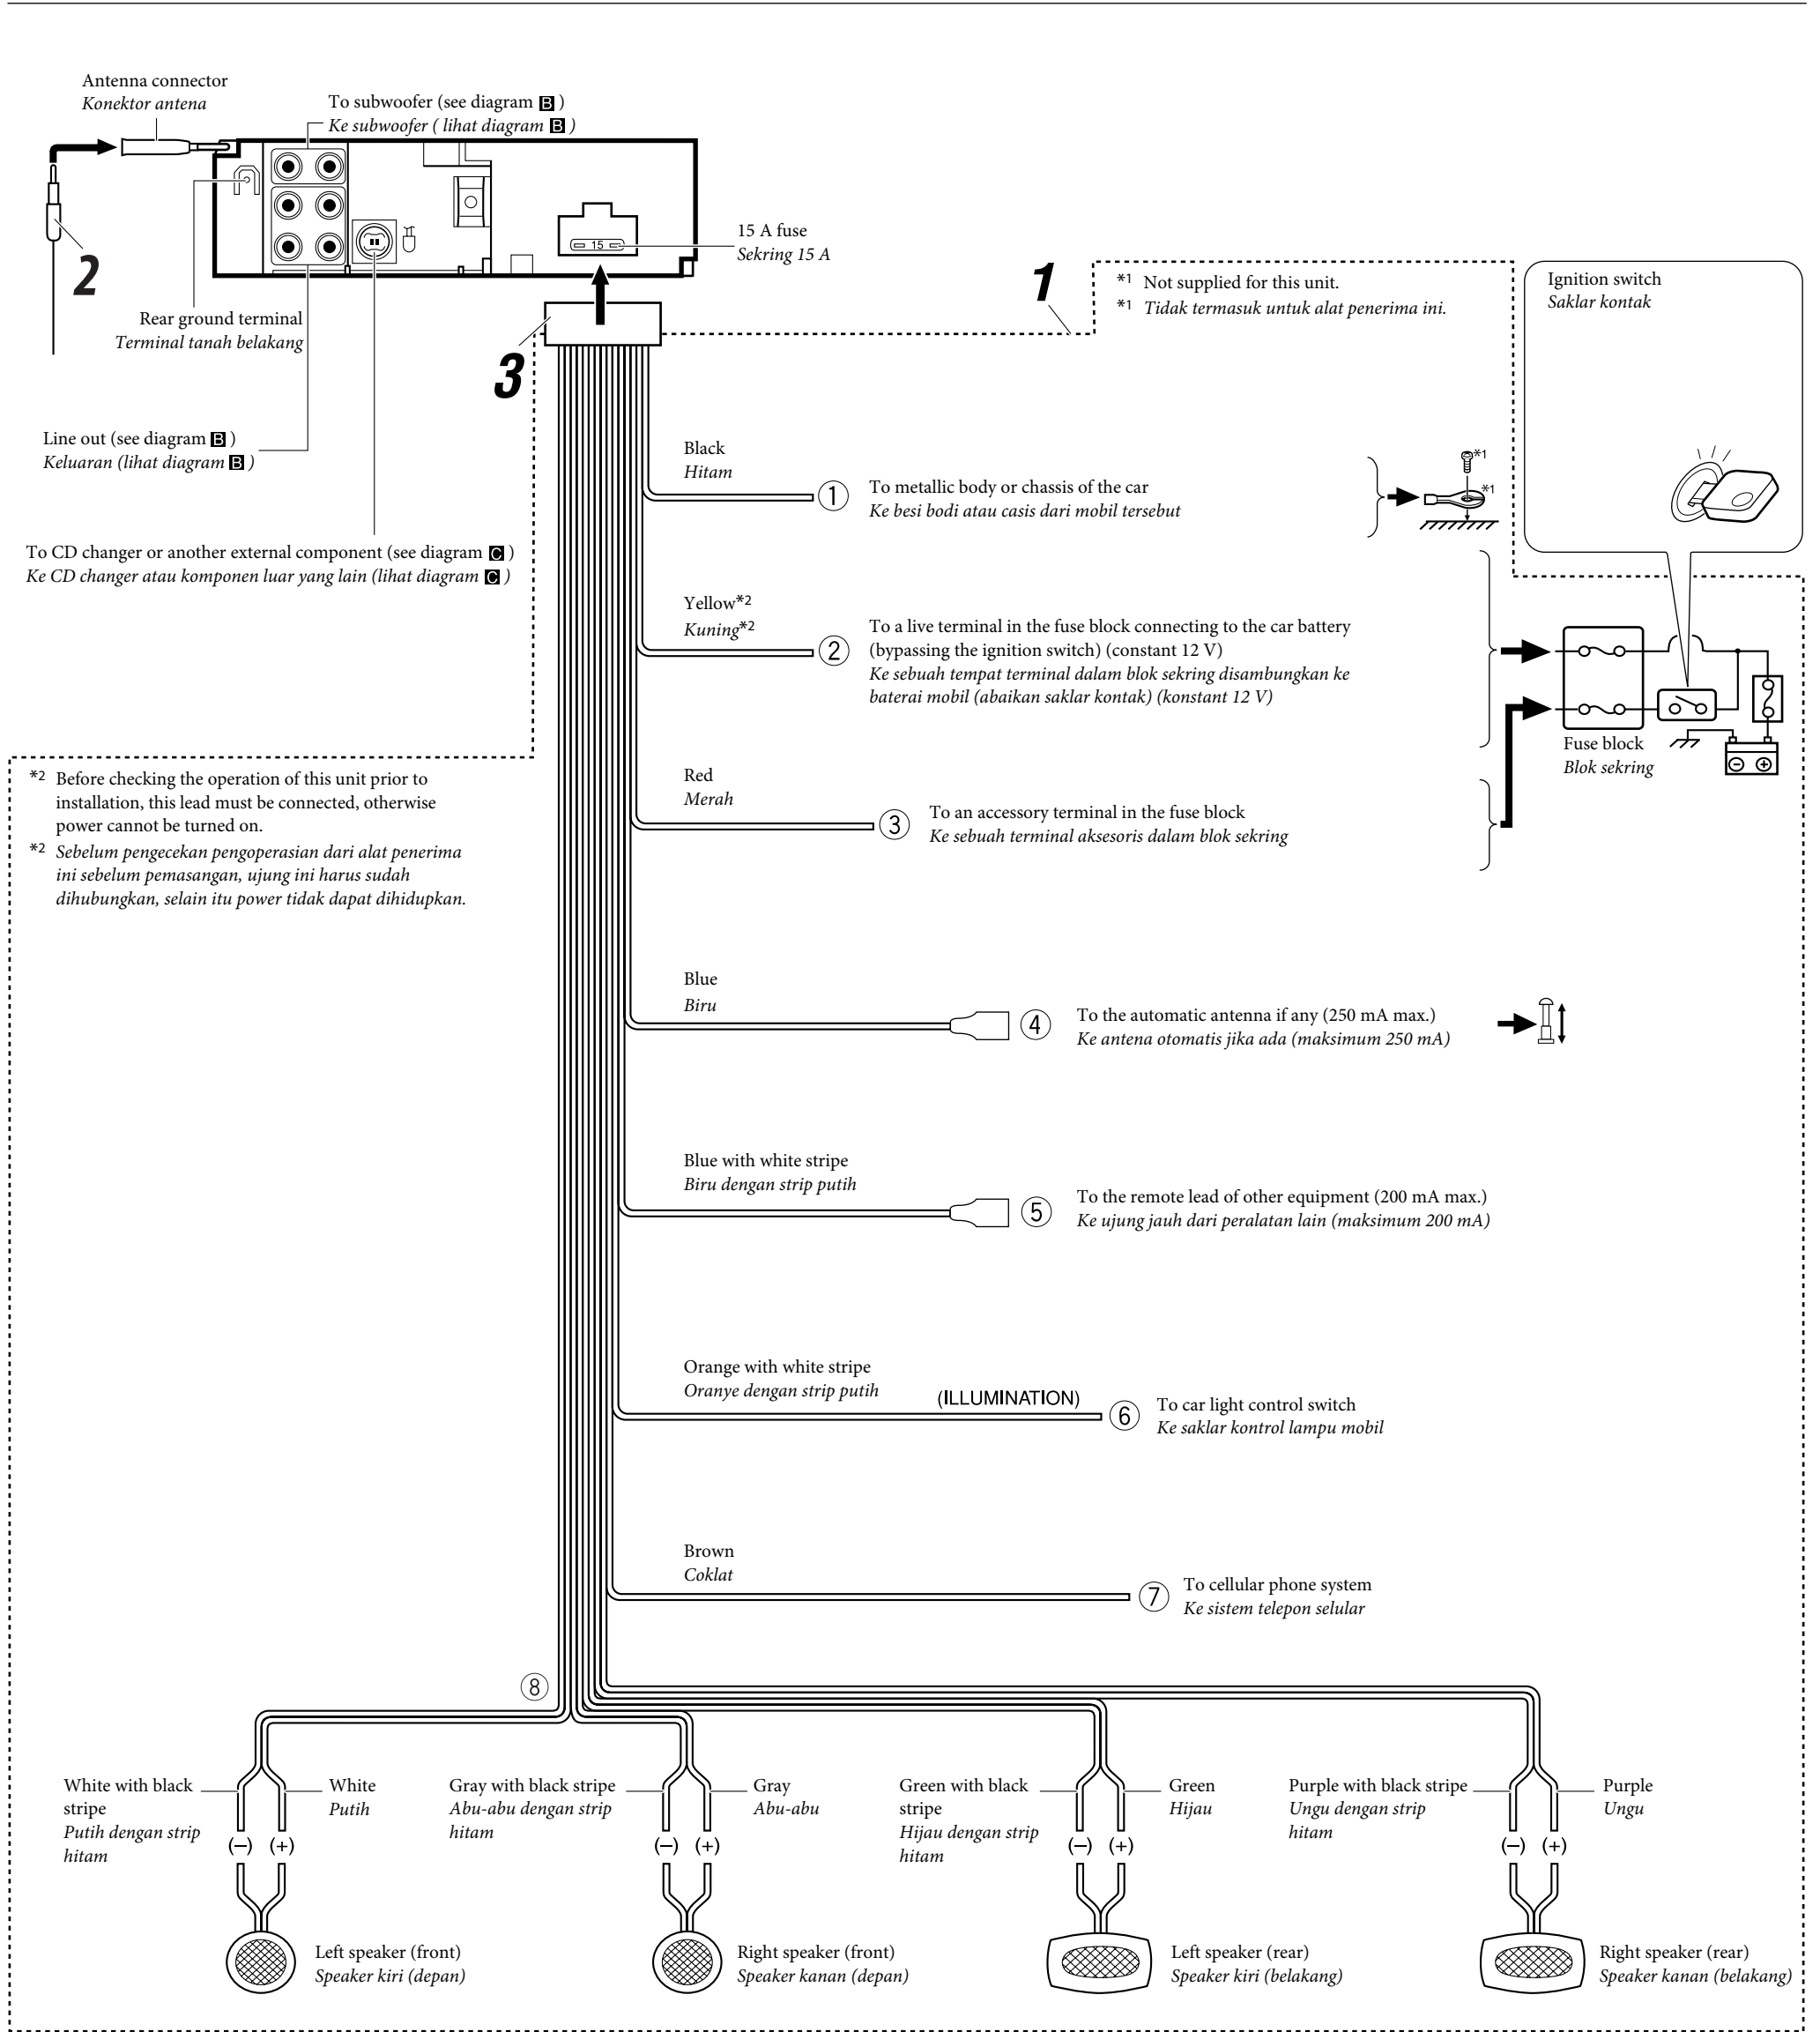 Antenna connector
Konektor antena
To subwoofer (see diagram B )
Ke subwoofer ( lihat diagram B )
15 A fuse
Sekring 15 A
15
2
Rear ground terminal
Terminal tanah belakang
1
*1 Not supplied for this unit.
*1 Tidak termasuk untuk alat penerima ini.
Ignition switch
Saklar kontak
3
Line out (see diagram B )
Keluaran (lihat diagram B )
Black
Hitam
① To metallic body or chassis of the car
Ke besi bodi atau casis dari mobil tersebut
*1
*1
To CD changer or another external component (see diagram C )
Ke CD changer atau komponen luar yang lain (lihat diagram C )
Yellow*2
Kuning*2
② To a live terminal in the fuse block connecting to the car battery
(bypassing the ignition switch) (constant 12 V)
Ke sebuah tempat terminal dalam blok sekring disambungkan ke
baterai mobil (abaikan saklar kontak) (konstant 12 V)
Fuse block
Blok sekring
*2 Before checking the operation of this unit prior to
installation, this lead must be connected, otherwise
power cannot be turned on.
*2 Sebelum pengecekan pengoperasian dari alat penerima
ini sebelum pemasangan, ujung ini harus sudah
dihubungkan, selain itu power tidak dapat dihidupkan.
Red
Merah
③ To an accessory terminal in the fuse block
Ke sebuah terminal aksesoris dalam blok sekring
Blue
Biru
④ To the automatic antenna if any (250 mA max.)
Ke antena otomatis jika ada (maksimum 250 mA)
Blue with white stripe
Biru dengan strip putih
⑤ To the remote lead of other equipment (200 mA max.)
Ke ujung jauh dari peralatan lain (maksimum 200 mA)
Orange with white stripe
Oranye dengan strip putih
(ILLUMINATION)
⑥ To car light control switch
Ke saklar kontrol lampu mobil
Brown
Coklat
⑦ To cellular phone system
Ke sistem telepon selular
⑧
White with black
stripe
Putih dengan strip
hitam
White
Putih
Gray with black stripe
Abu-abu dengan strip
hitam
Gray
Abu-abu
Green with black
stripe
Hijau dengan strip
hitam
Green
Hijau
Purple with black stripe
Ungu dengan strip
hitam
Purple
Ungu
(−) (+) (−) (+) (−) (+) (−) (+)
Left speaker (front)
Speaker kiri (depan)
Right speaker (front)
Speaker kanan (depan)
Left speaker (rear)
Speaker kiri (belakang)
Right speaker (rear)
Speaker kanan (belakang)